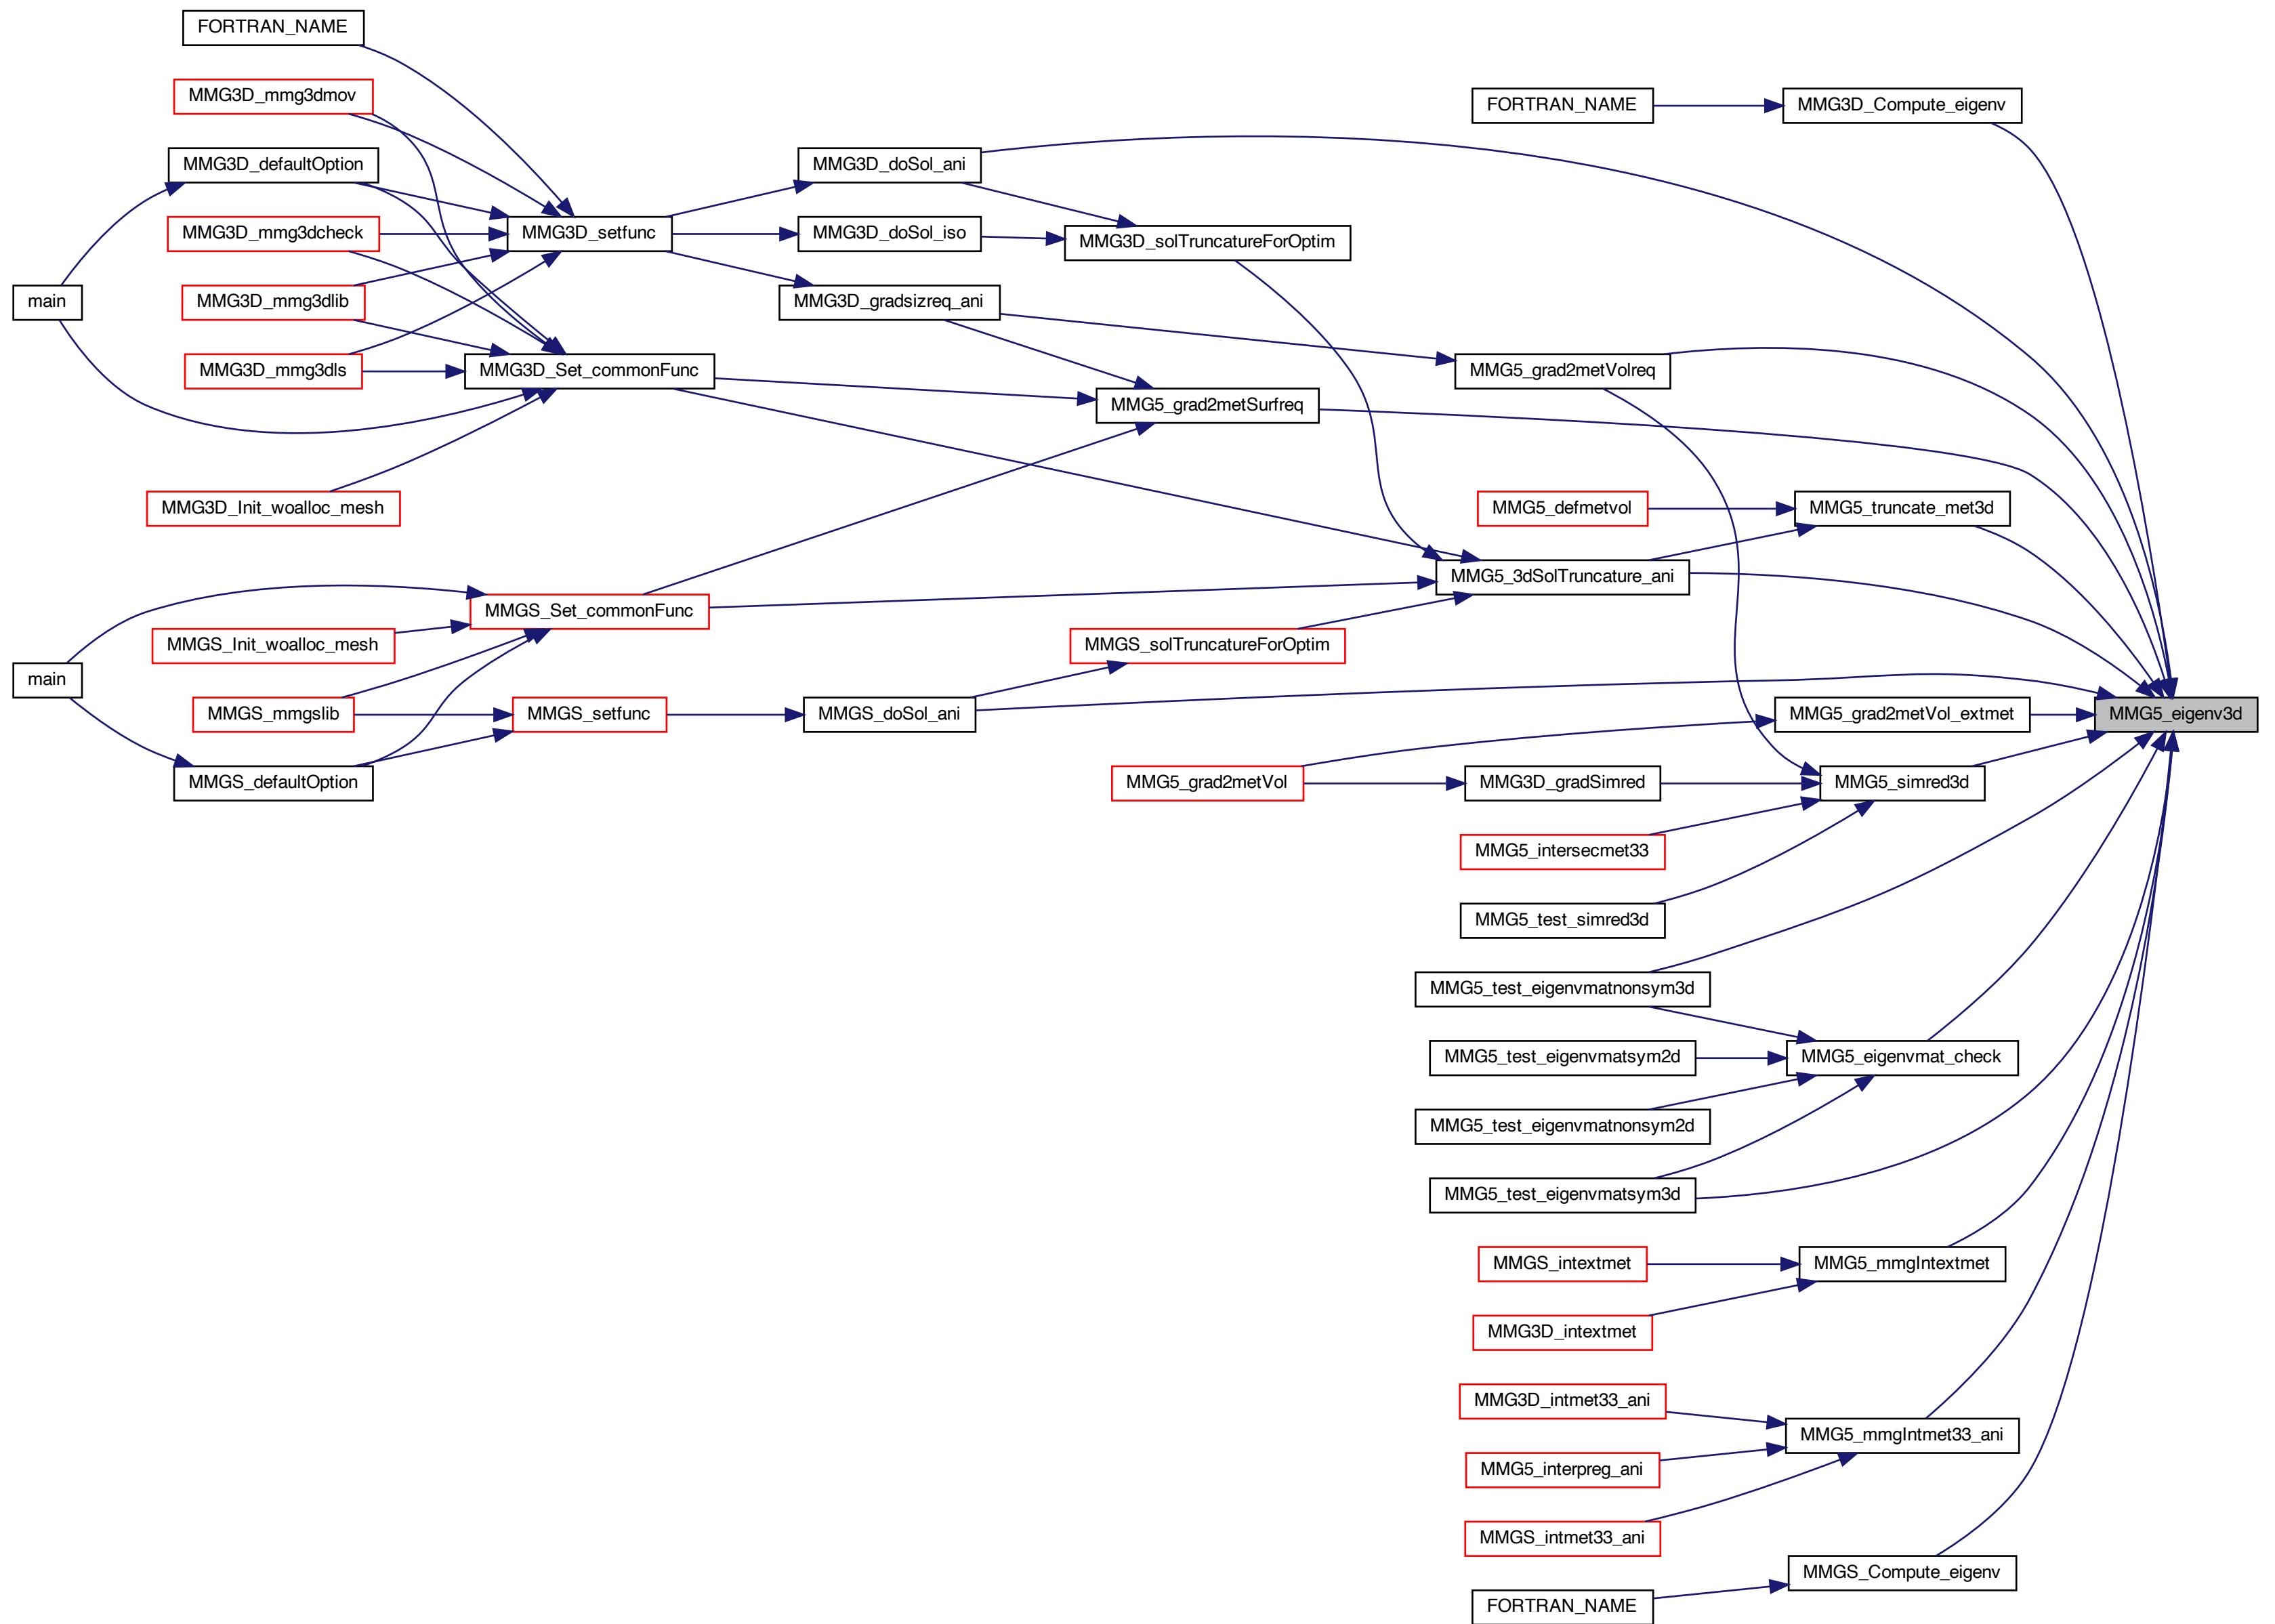 FORTRAN_NAME
MMG3D_mmg3dmov
FORTRAN_NAME
MMG3D_Compute_eigenv
MMG3D_defaultOption
MMG3D_doSol_ani
MMG3D_mmg3dcheck
MMG3D_setfunc
MMG3D_doSol_iso
MMG3D_solTruncatureForOptim
main
MMG3D_mmg3dlib
MMG3D_gradsizreq_ani
MMG3D_mmg3dls
MMG3D_Set_commonFunc
MMG5_grad2metVolreq
MMG5_grad2metSurfreq
MMG3D_Init_woalloc_mesh
MMG5_defmetvol
MMG5_truncate_met3d
MMG5_3dSolTruncature_ani
MMGS_Set_commonFunc
MMGS_Init_woalloc_mesh
MMGS_solTruncatureForOptim
main
MMGS_mmgslib
MMGS_setfunc
MMGS_doSol_ani
MMG5_grad2metVol_extmet
MMG5_eigenv3d
MMGS_defaultOption
MMG5_grad2metVol
MMG3D_gradSimred
MMG5_simred3d
MMG5_intersecmet33
MMG5_test_simred3d
MMG5_test_eigenvmatnonsym3d
MMG5_test_eigenvmatsym2d
MMG5_eigenvmat_check
MMG5_test_eigenvmatnonsym2d
MMG5_test_eigenvmatsym3d
MMGS_intextmet
MMG5_mmgIntextmet
MMG3D_intextmet
MMG3D_intmet33_ani
MMG5_mmgIntmet33_ani
MMG5_interpreg_ani
MMGS_intmet33_ani
MMGS_Compute_eigenv
FORTRAN_NAME